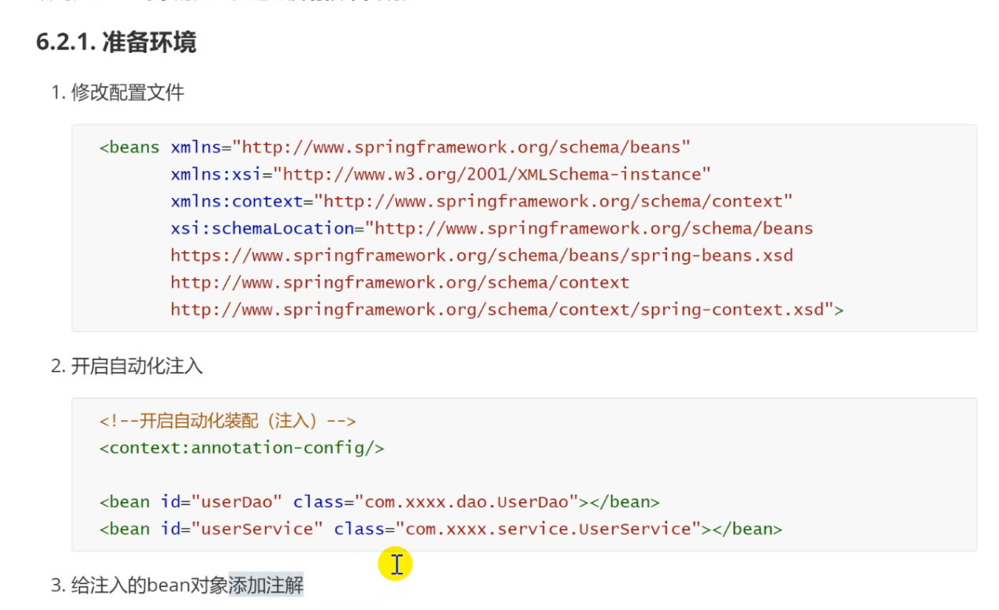 6.2.1. 准备环境
1. 修改配置文件
<beans xmlns="http://www.springframework.org/schema/beans"
xmlns:xsi="http://www.w3.org/2001/XMLSchema-instance"
xmlns:context="http://www.springframework.org/schema/context"
xsi:schemaLocation="http://www.springframework.org/schema/beans
https://www.springframework.org/schema/beans/spring-beans.xsd
http://www.springframework.org/schema/context
http://www.springframework.org/schema/context/spring-context.xsd">
2. 开启自动化注入
<!--开启自动化装配（注入）-->
<context:annotation-config/>
<bean id="userDao" class="com.xxxx.dao.UserDao"></bean>
<bean id="userService" class="com.xxxx.service.UserService"></bean>
3. 给注入的bean对象添加注解